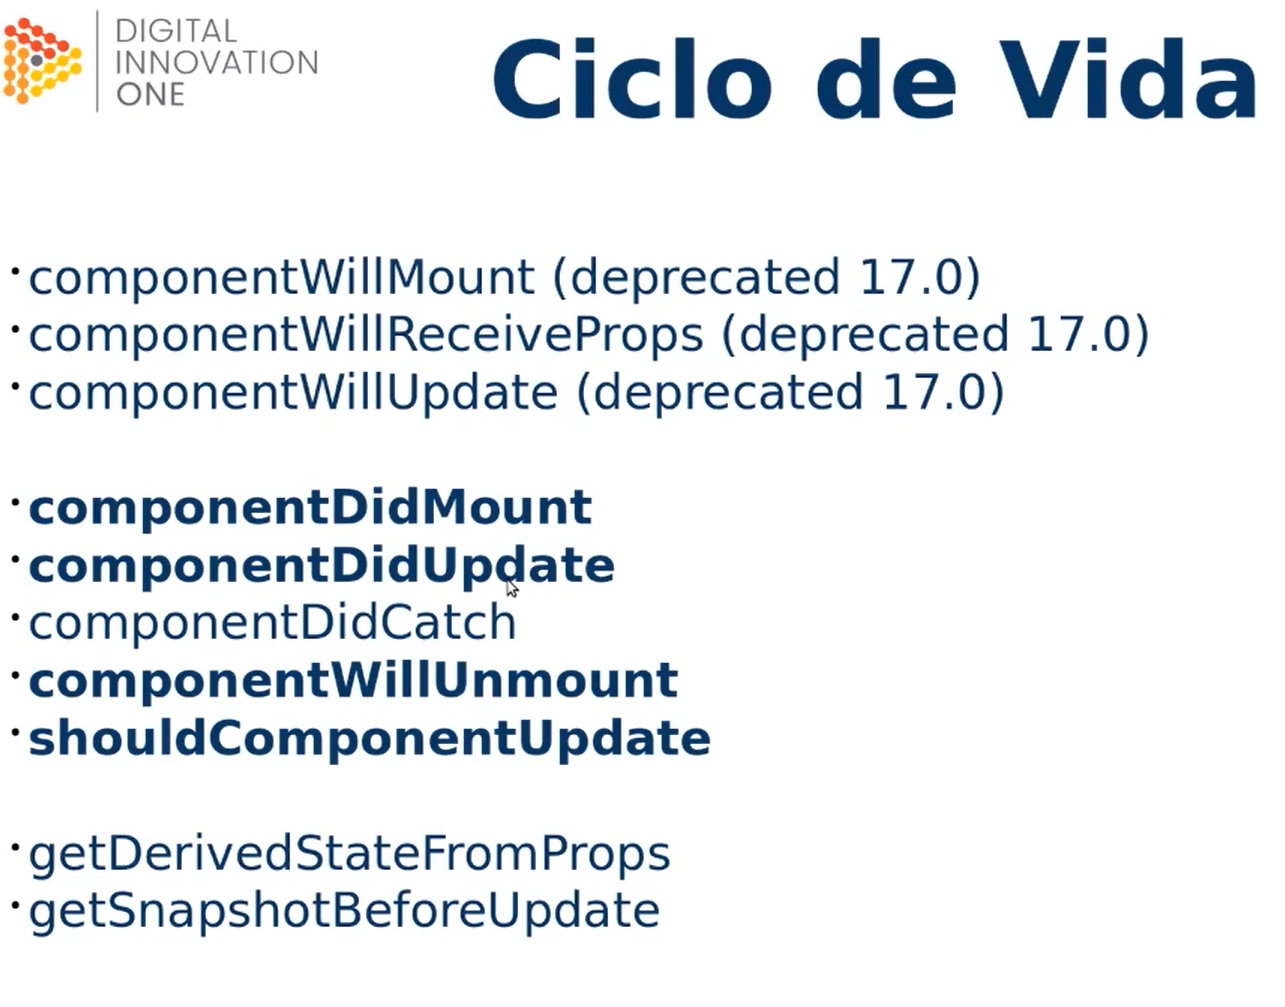 DIGITAL
INNOVATION
ONE
Ciclo de Vida
componentWillMount (deprecated 17.0)
componentWillReceiveProps (deprecated 17.0)
componentWillUpdate (deprecated 17.0)
componentDidMount
componentDidUpdate
componentDidCatch
componentWillUnmount
shouldComponentUpdate
getDerivedStateFromProps
getSnapshotBeforeUpdate